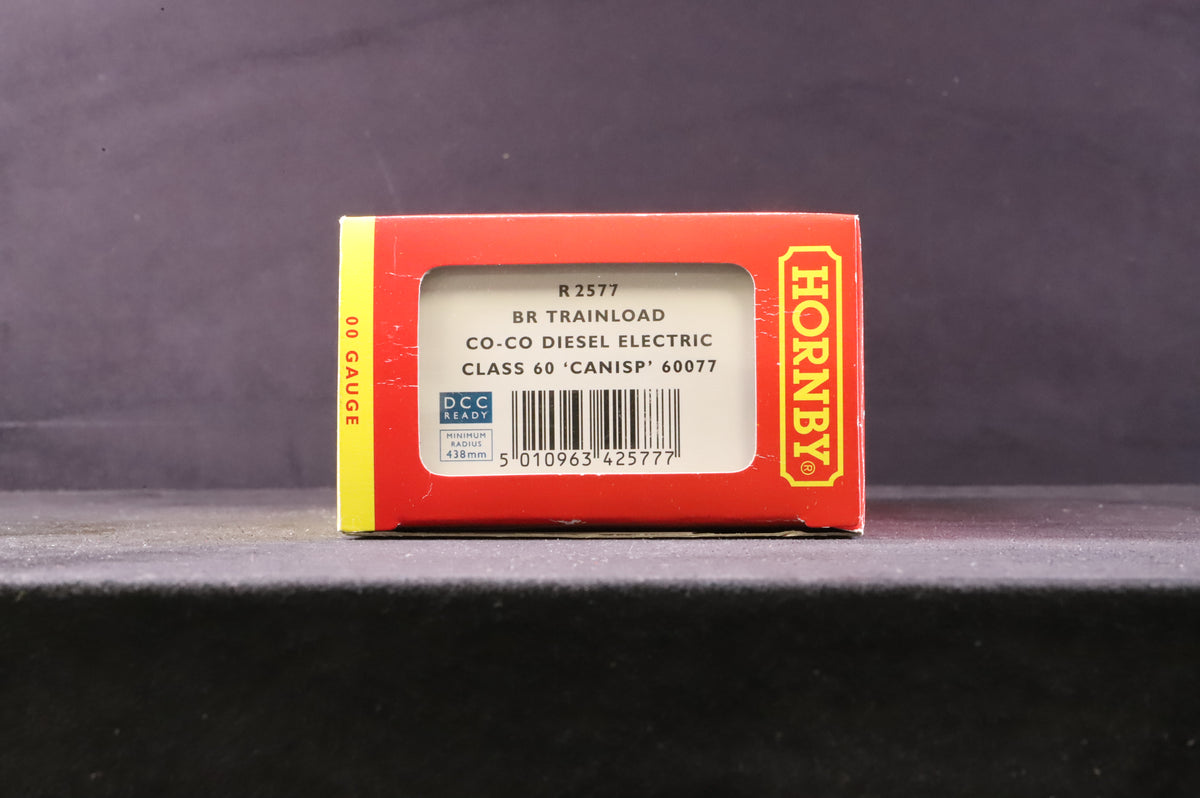 00 GAUGE
R2577
BR TRAINLOAD
CO-CO DIESEL ELECTRIC
CLASS 60 ‘CANISP’ 60077
DCC
READY
MINIMUM
RADIUS
438mm
5 010963 425777
HORNBY®